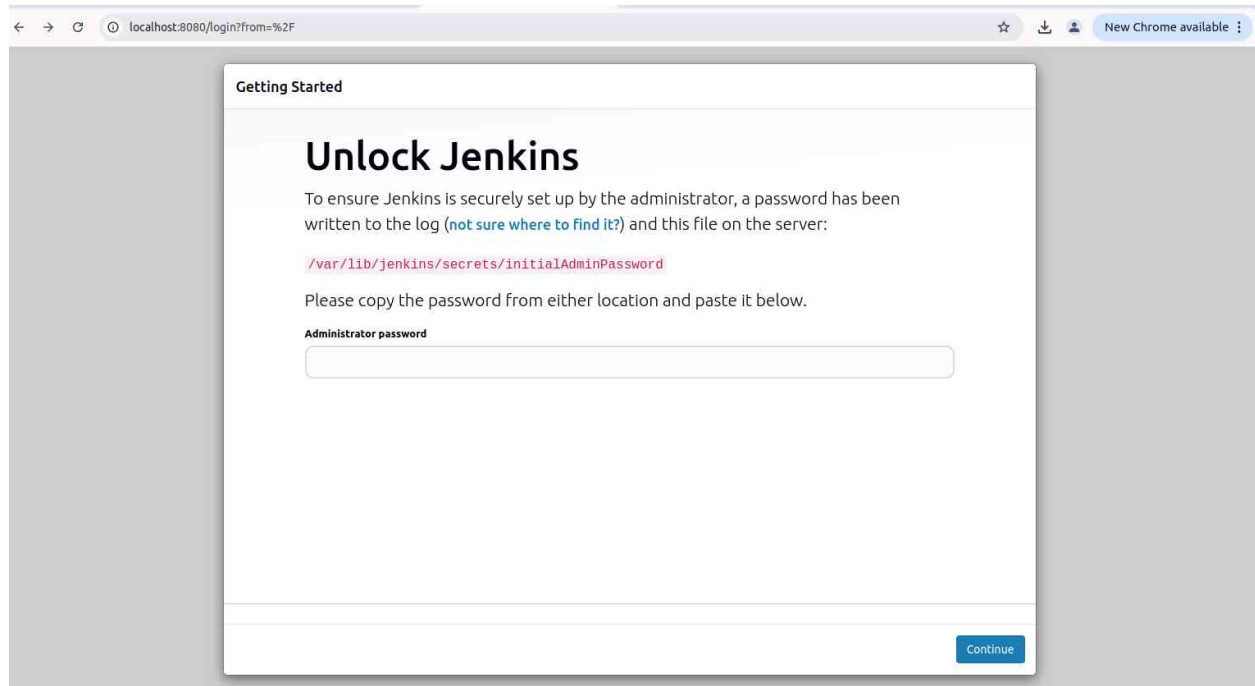 localhost:8080/login?from=%2F
New Chrome available
Getting Started
Unlock Jenkins
To ensure Jenkins is securely set up by the administrator, a password has been
written to the log (not sure where to find it?) and this file on the server:
/var/lib/jenkins/secrets/initialAdminPassword
Please copy the password from either location and paste it below.
Administrator password
Continue